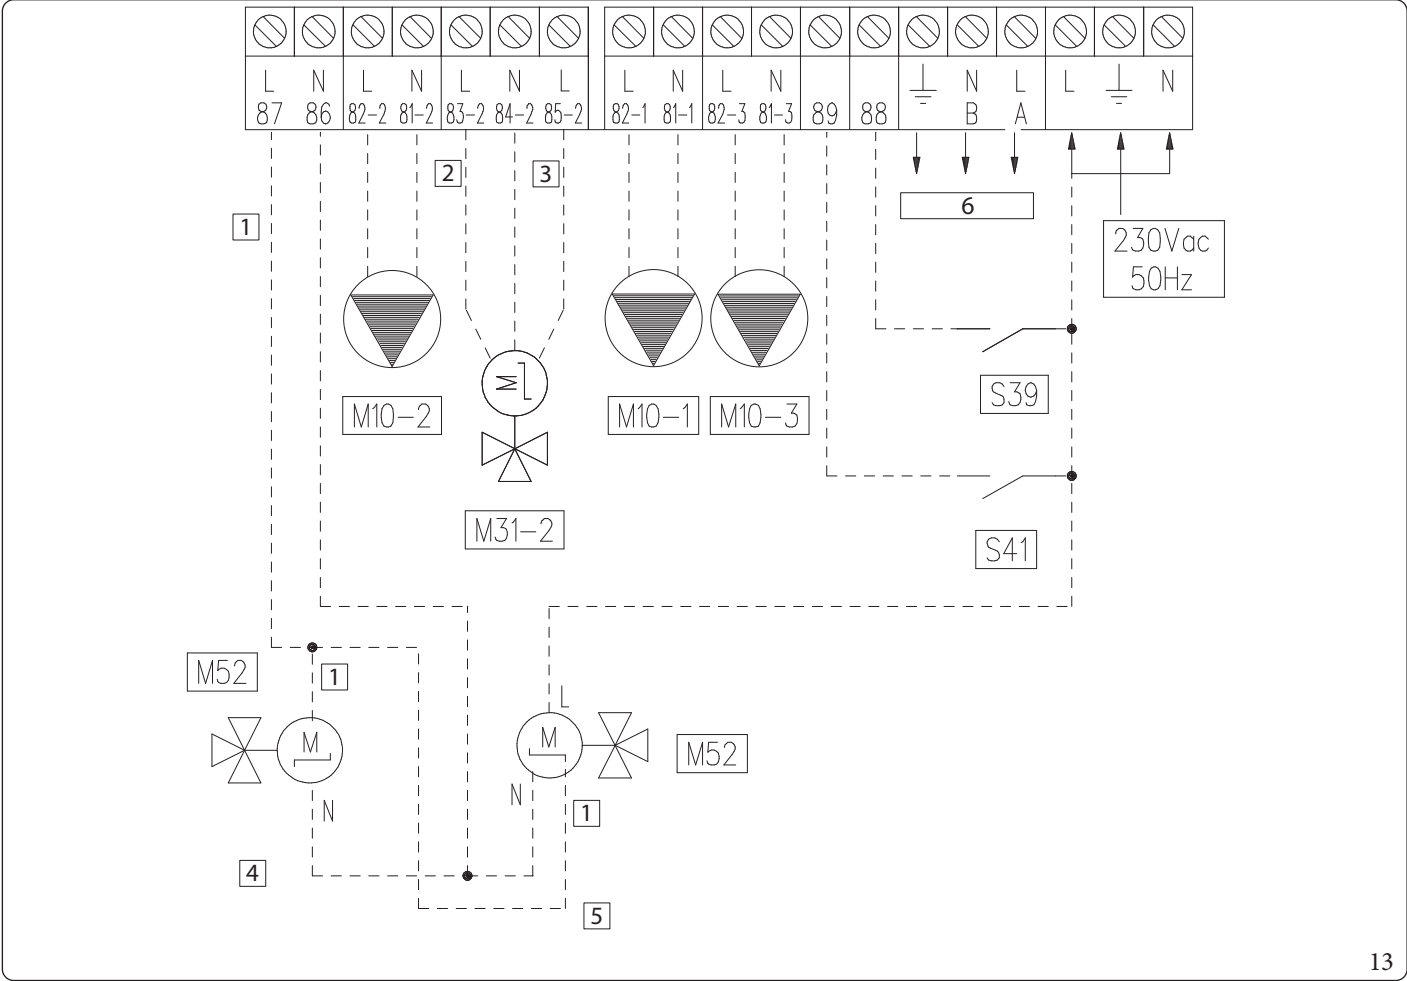 L N L N L N L L N L N N L L N
87 86 82-2 81-2 83-2 84-2 85-2 82-1 81-1 82-3 81-3 89 88 B A
2 3
1
6
230Vac
50Hz
S39
M10-2 M10-1 M10-3
M
M31-2
S41
M52
1
L
M M
M52
N N
1
4
5
13